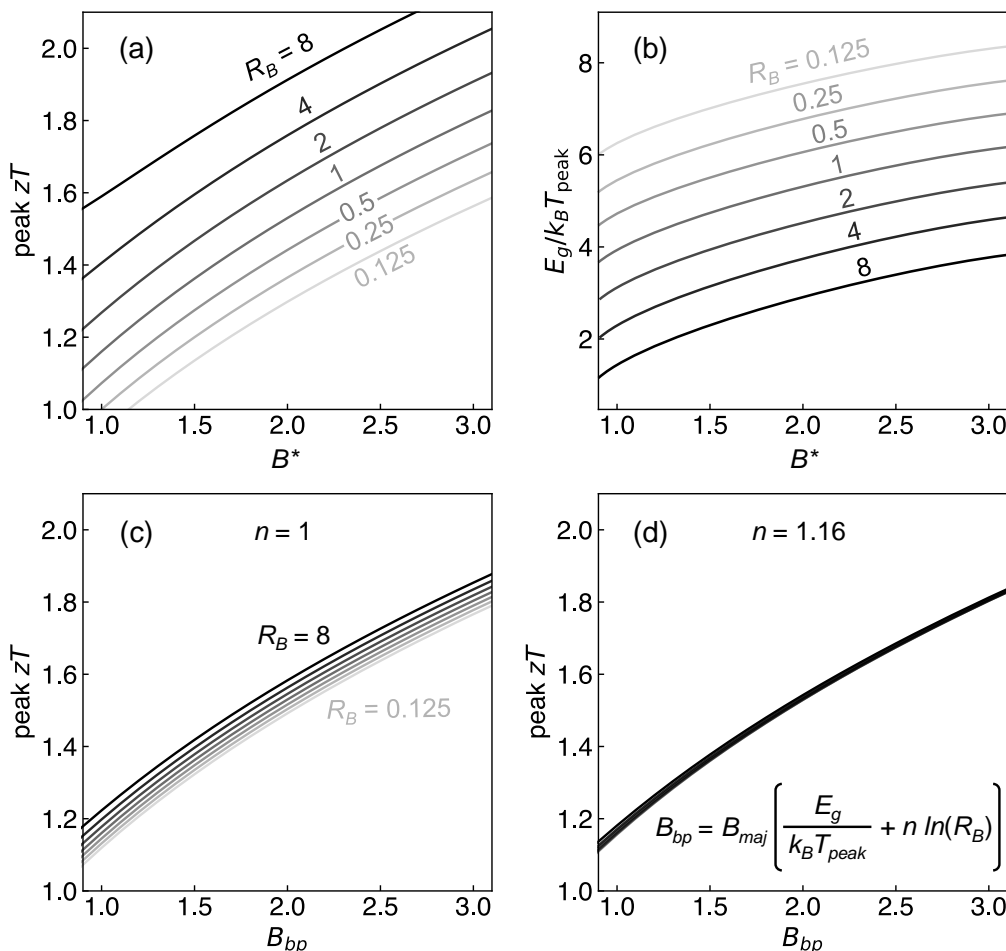 (a)
peak zT
2.0
1.8
1.6
1.4
1.2
1.0
R_B = 8
4
2
1
0.5
0.25
0.125
1.0 1.5 2.0 2.5 3.0
B*
(b)
E_g/k_BT_peak
8
6
4
2
R_B = 0.125
0.25
0.5
1
2
4
8
1.0 1.5 2.0 2.5 3.0
B*
(c)
n = 1
peak zT
2.0
1.8
1.6
1.4
1.2
1.0
R_B = 8
R_B = 0.125
1.0 1.5 2.0 2.5 3.0
B_bp
(d)
n = 1.16
peak zT
2.0
1.8
1.6
1.4
1.2
1.0
B_bp = B_maj [ E_g / k_BT_peak + n ln(R_B) ]
1.0 1.5 2.0 2.5 3.0
B_bp